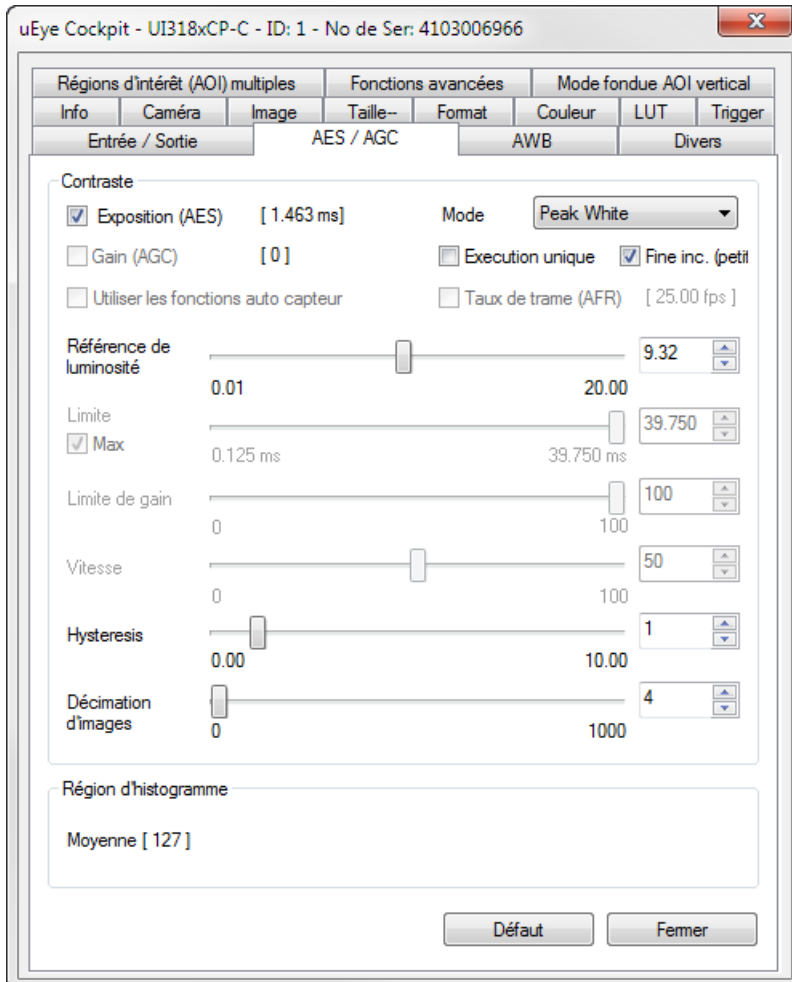 uEye Cockpit - UI318xCP-C - ID: 1 - No de Ser: 4103006966
Régions d'intérêt (AOI) multiples Fonctions avancées Mode fondue AOI vertical
Info Caméra Image Taille-- Format Couleur LUT Trigger
Entrée / Sortie AES / AGC AWB Divers
Contraste
Exposition (AES) [ 1.463 ms] Mode Peak White
Gain (AGC) [ 0 ] Execution unique Fine inc. (petit
Utiliser les fonctions auto capteur Taux de trame (AFR) [ 25.00 fps ]
Référence de luminosité 9.32
0.01 20.00
Limite 39.750
Max 0.125 ms 39.750 ms
Limite de gain 100
0 100
Vitesse 50
0 100
Hysteresis 1
0.00 10.00
Décimation d'images 4
0 1000
Région d'histogramme
Moyenne [ 127 ]
Défaut Fermer